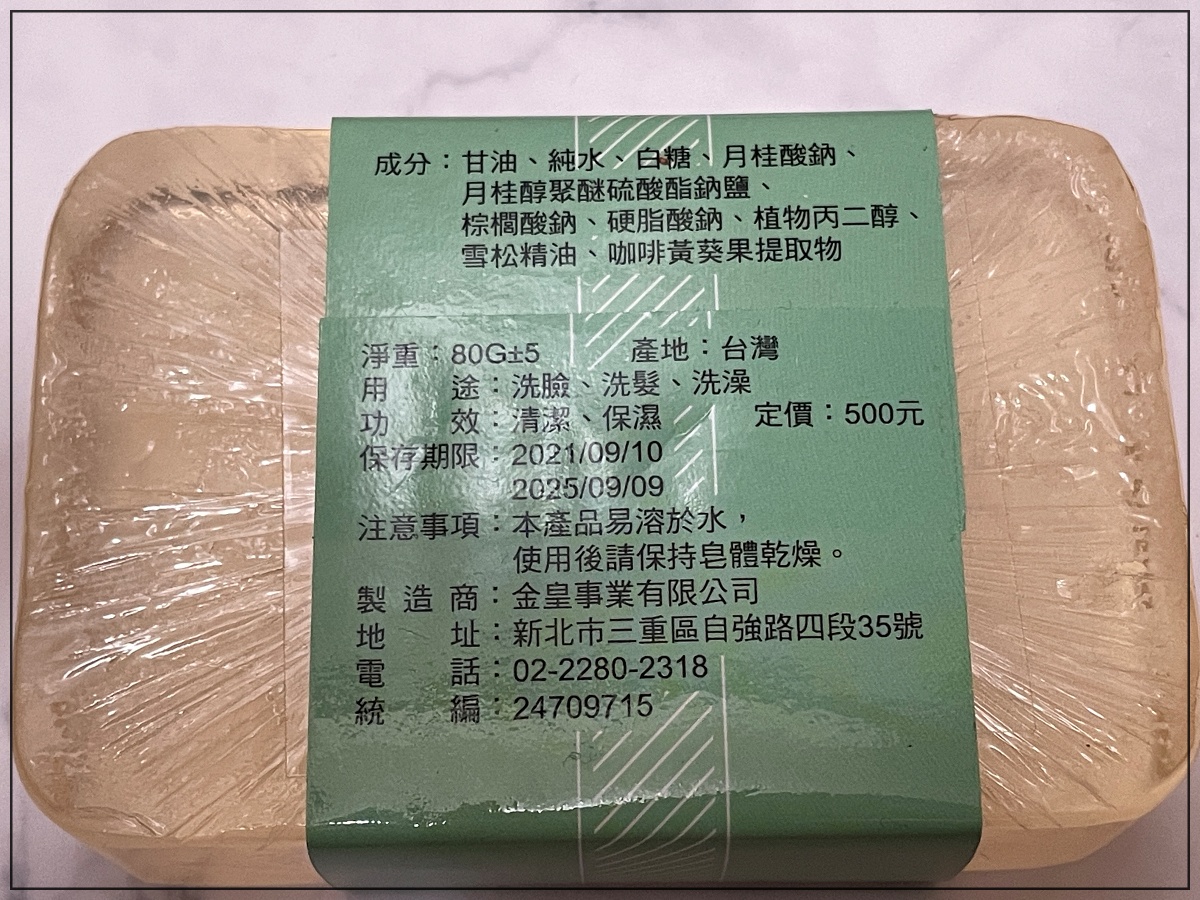 成分：甘油、純水、白糖、月桂酸鈉、
月桂醇聚醚硫酸酯鈉鹽、
棕櫚酸鈉、硬脂酸鈉、植物丙二醇、
雪松精油、咖啡黃葵果提取物
淨重：80G±5 產地：台灣
用途：洗臉、洗髮、洗澡
功效：清潔、保濕 定價：500元
保存期限：2021/09/10
2025/09/09
注意事項：本產品易溶於水，
使用後請保持皂體乾燥。
製造商：金皇事業有限公司
地址：新北市三重區自強路四段35號
電話：02-2280-2318
統編：24709715